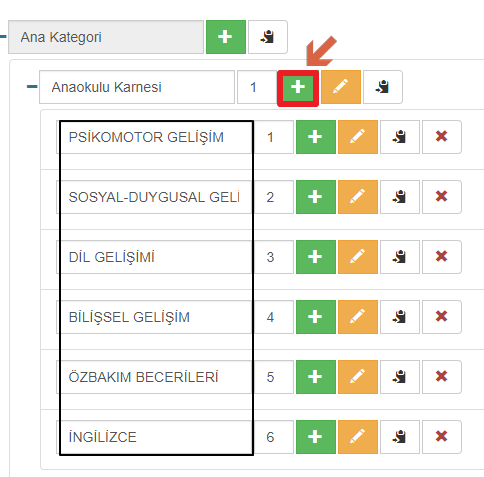 Ana Kategori
Anaokulu Karnesi 1
PSİKOMOTOR GELİŞİM 1
SOSYAL-DUYGUSAL GELİ 2
DİL GELİŞİMİ 3
BİLİŞSEL GELİŞİM 4
ÖZBAKIM BECERİLERİ 5
İNGİLİZCE 6